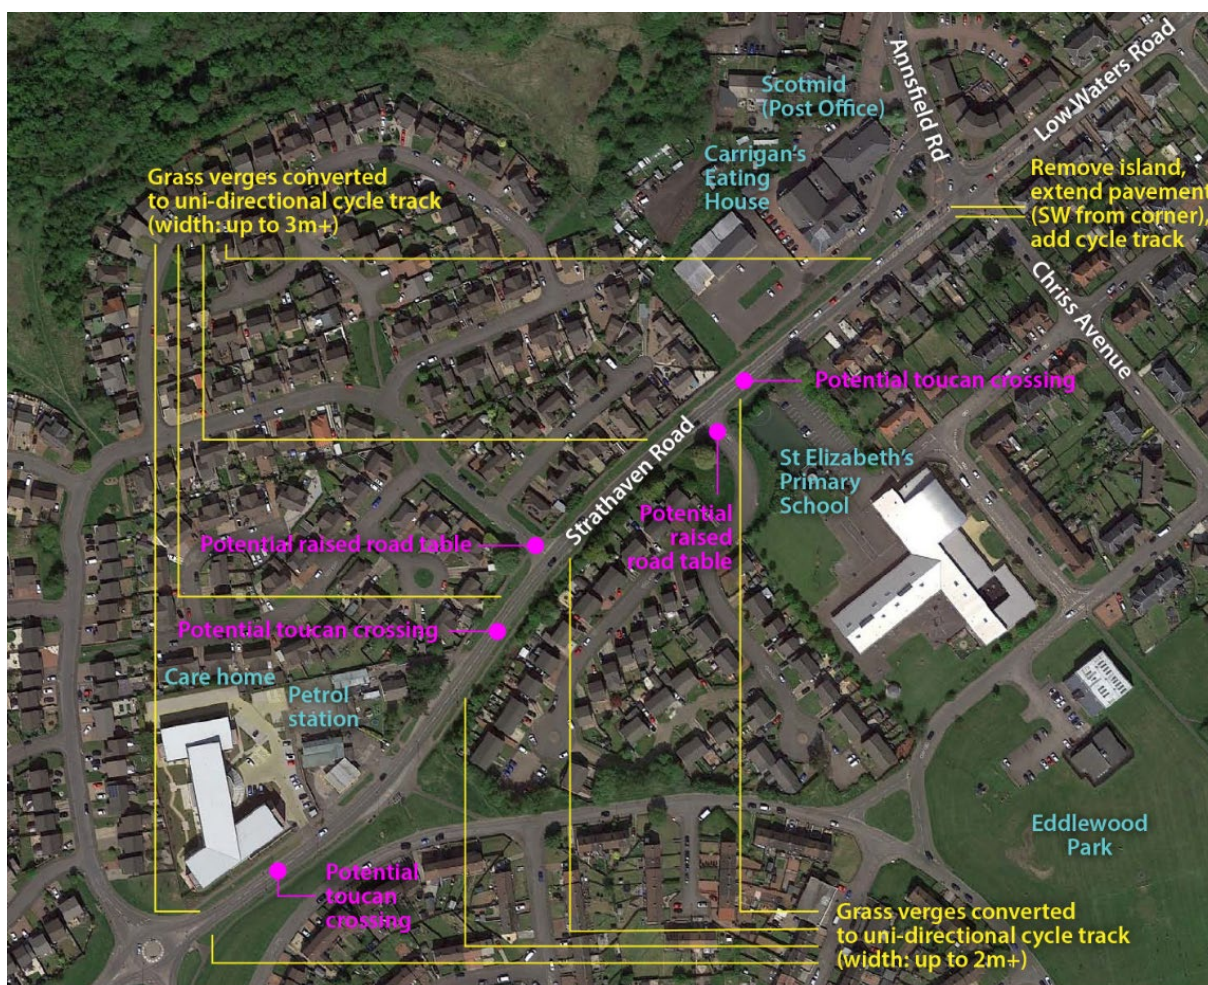 Scotmid
(Post Office)
Annsfield Rd
Low Waters Road
Carrigan's
Eating
House
Remove island,
extend pavement
(SW from corner),
add cycle track
Grass verges converted
to uni-directional cycle track
(width: up to 3m+)
Chriss Avenue
Potential toucan crossing
Strathaven Road
St Elizabeth's
Primary
School
Potential
raised
road table
Potential raised road table
Potential toucan crossing
Care home
Petrol
station
Eddlewood
Park
Potential
toucan
crossing
Grass verges converted
to uni-directional cycle track
(width: up to 2m+)